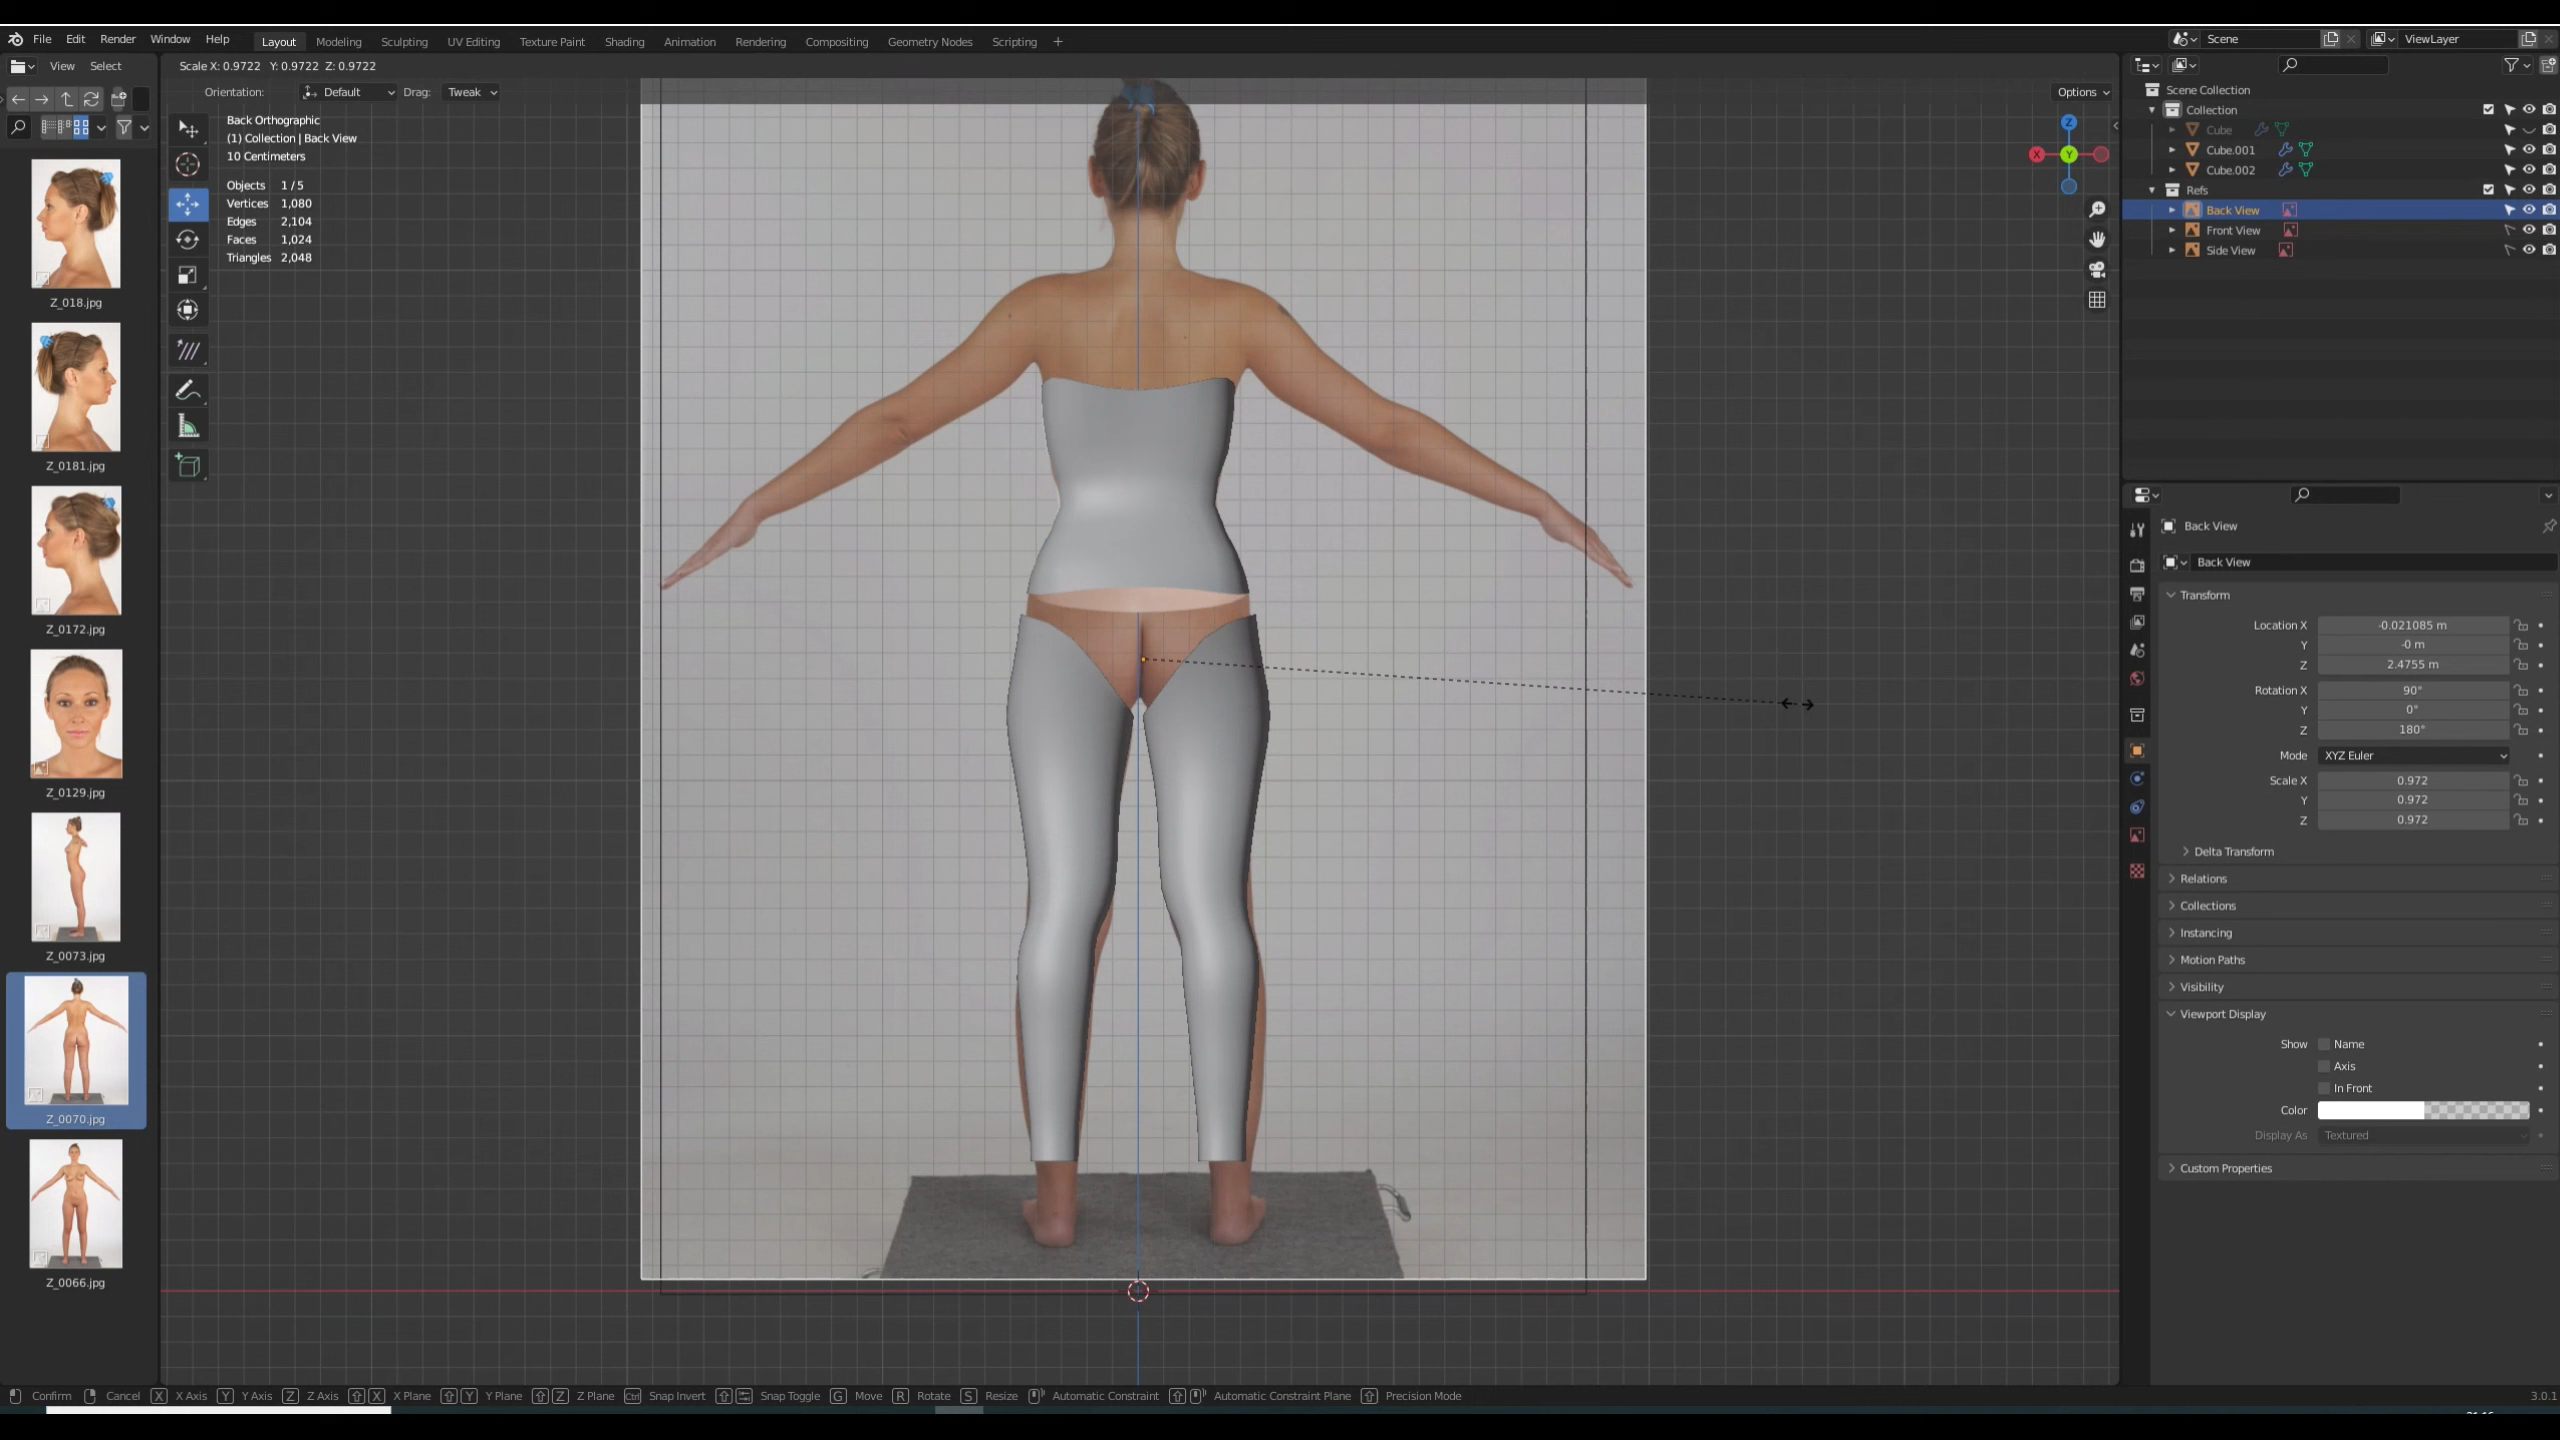 File Edit Render Window Help Layout Modeling Sculpting UV Editing Texture Paint Shading Animation Rendering Compositing Geometry Nodes Scripting + Scene ViewLayer
View Select Scale X: 0.9722 Y: 0.9722 Z: 0.9722
Orientation: Default Drag: Tweak Options
Back Orthographic
(1) Collection | Back View
10 Centimeters
Objects 1 / 5
Vertices 1,080
Edges 2,104
Faces 1,024
Triangles 2,048
Z
X Y
Z_018.jpg
Z_0181.jpg
Z_0172.jpg
Z_0129.jpg
Z_0073.jpg
Z_0070.jpg
Z_0066.jpg
Scene Collection
Collection
Cube
Cube.001
Cube.002
Refs
Back View
Front View
Side View
Back View
Back View
Transform
Location X -0.021085 m
Y -0 m
Z 2.4755 m
Rotation X 90°
Y 0°
Z 180°
Mode XYZ Euler
Scale X 0.972
Y 0.972
Z 0.972
Delta Transform
Relations
Collections
Instancing
Motion Paths
Visibility
Viewport Display
Show Name
Axis
In Front
Color
Display As Textured
Custom Properties
Confirm Cancel X X Axis Y Y Axis Z Z Axis X X Plane Y Y Plane Z Z Plane Ctrl Snap Invert Snap Toggle G Move R Rotate S Resize Automatic Constraint Automatic Constraint Plane Precision Mode 3.0.1